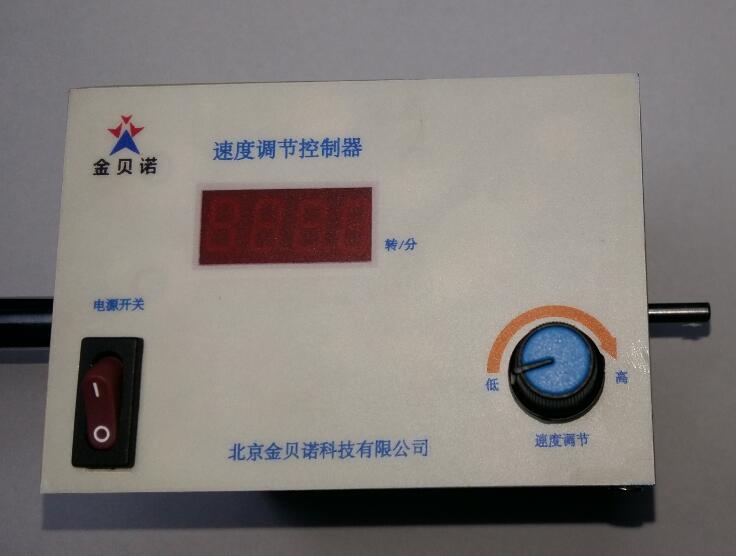 金贝诺
速度调节控制器
转/分
电源开关
低
高
速度调节
北京金贝诺科技有限公司